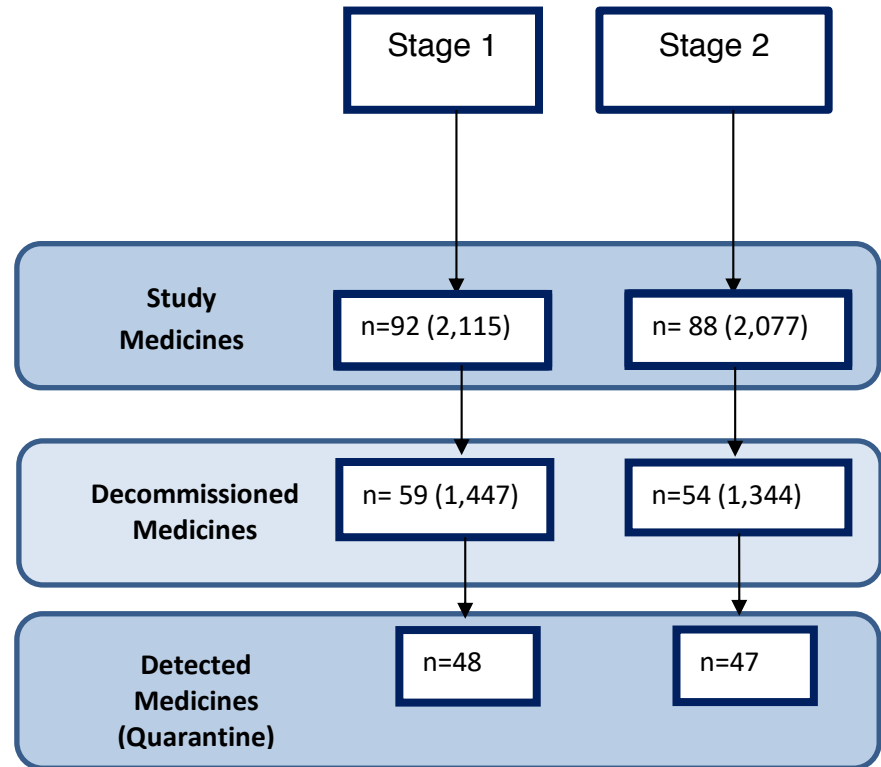 Stage 1
Stage 2
Study
Medicines
n=92 (2,115)
n= 88 (2,077)
Decommissioned
Medicines
n= 59 (1,447)
n=54 (1,344)
Detected
Medicines
(Quarantine)
n=48
n=47